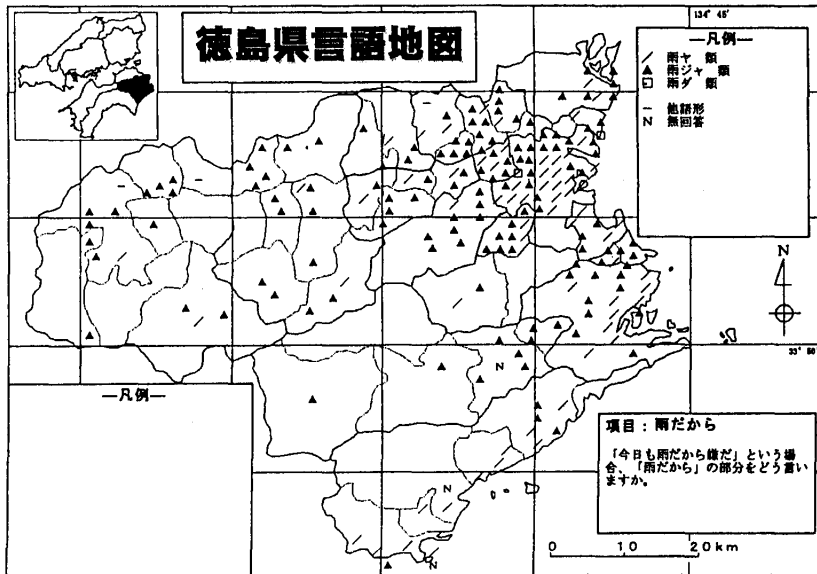 徳島県言語地図
134° 45'
—凡例—
雨ヤ 類
雨ジャ 類
雨ダ 類
他語形
N 無回答
N
33° 50'
N
—凡例—
項目：雨だから
「今日も雨だから嫌だ」という場
合、「雨だから」の部分をどう言い
ますか。
N
N
0 10 20km